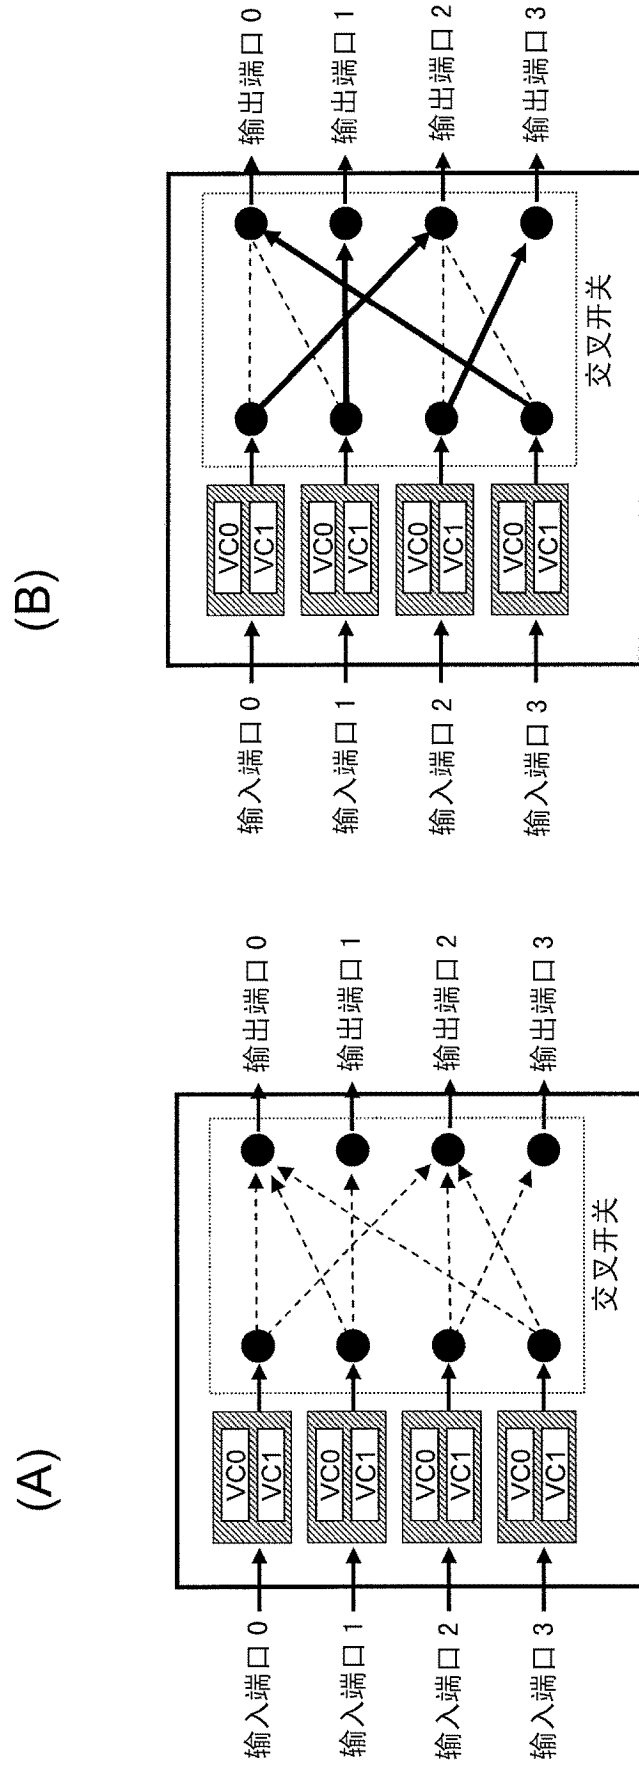 (A)
输入端口 0
VC0
VC1
输出端口 0
输入端口 1
VC0
VC1
输出端口 1
输入端口 2
VC0
VC1
输出端口 2
输入端口 3
VC0
VC1
输出端口 3
交叉开关
(B)
输入端口 0
VC0
VC1
输出端口 0
输入端口 1
VC0
VC1
输出端口 1
输入端口 2
VC0
VC1
输出端口 2
输入端口 3
VC0
VC1
输出端口 3
交叉开关